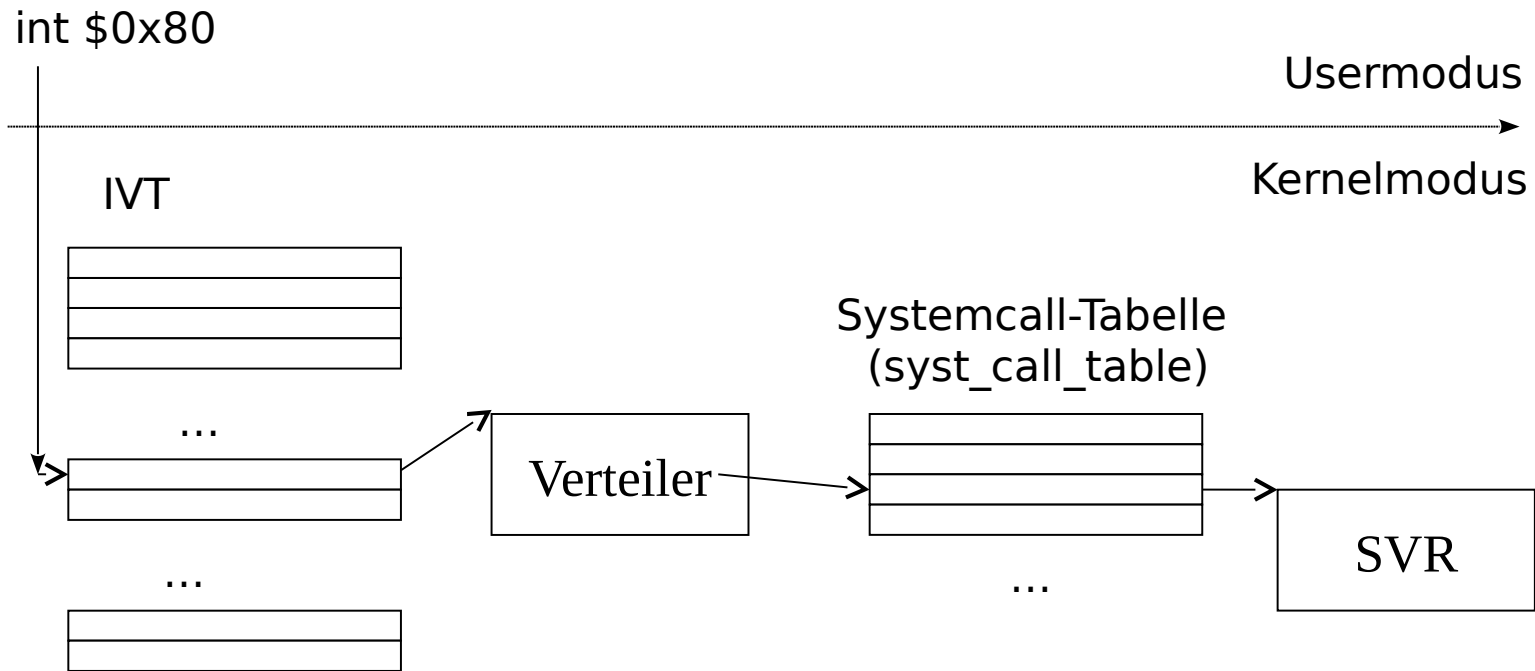 int $0x80
Usermodus
Kernelmodus
IVT
Systemcall-Tabelle
(syst_call_table)
...
Verteiler
SVR
...
...